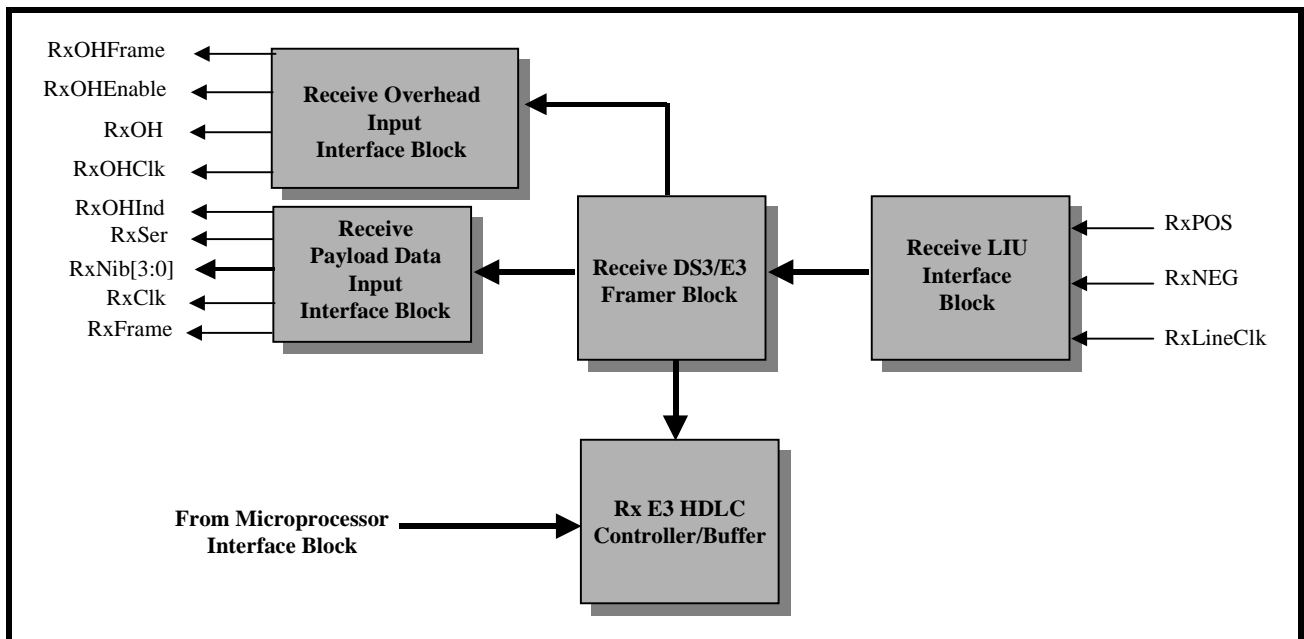 RxOHFrame
RxOHEnable
RxOH
RxOHClk
Receive Overhead
Input
Interface Block
RxOHInd
RxSer
RxNib[3:0]
RxClk
RxFrame
Receive
Payload Data
Input
Interface Block
Receive DS3/E3
Framer Block
Receive LIU
Interface
Block
RxPOS
RxNEG
RxLineClk
From Microprocessor
Interface Block
Rx E3 HDLC
Controller/Buffer